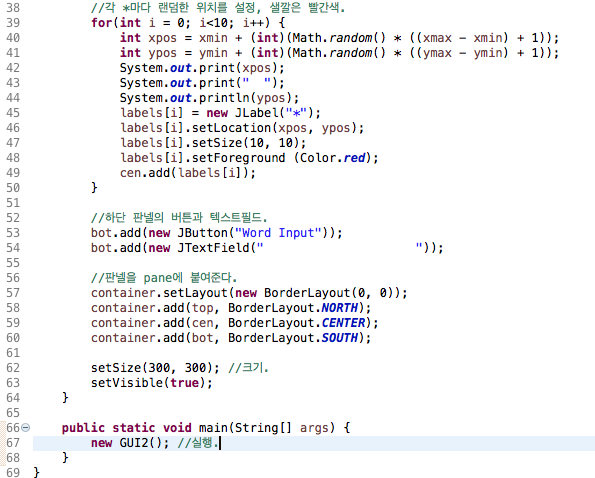 38 //각 *마다 랜덤한 위치를 설정, 색깔은 빨간색.
39 for(int i = 0; i<10; i++) {
40 int xpos = xmin + (int)(Math.random() * ((xmax - xmin) + 1));
41 int ypos = ymin + (int)(Math.random() * ((ymax - ymin) + 1));
42 System.out.print(xpos);
43 System.out.print("  ");
44 System.out.println(ypos);
45 labels[i] = new JLabel("*");
46 labels[i].setLocation(xpos, ypos);
47 labels[i].setSize(10, 10);
48 labels[i].setForeground (Color.red);
49 cen.add(labels[i]);
50 }
51
52 //하단 판넬의 버튼과 텍스트필드.
53 bot.add(new JButton("Word Input"));
54 bot.add(new JTextField("                     "));
55
56 //판넬을 pane에 붙여준다.
57 container.setLayout(new BorderLayout(0, 0));
58 container.add(top, BorderLayout.NORTH);
59 container.add(cen, BorderLayout.CENTER);
60 container.add(bot, BorderLayout.SOUTH);
61
62 setSize(300, 300); //크기.
63 setVisible(true);
64 }
65
66 public static void main(String[] args) {
67 new GUI2(); //실행.
68 }
69 }